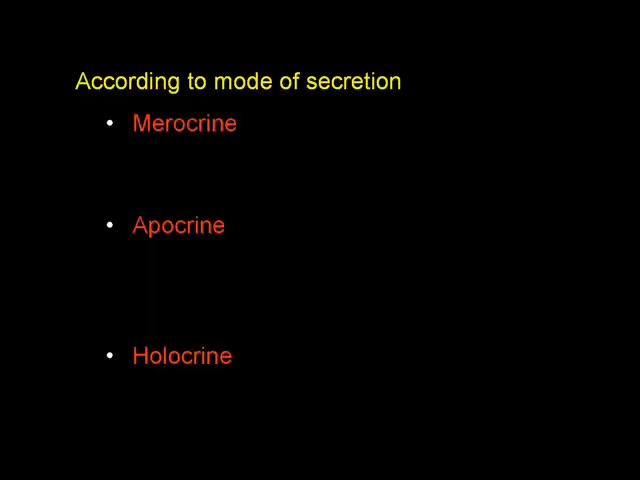 According to mode of secretion
• Merocrine
• Apocrine
• Holocrine